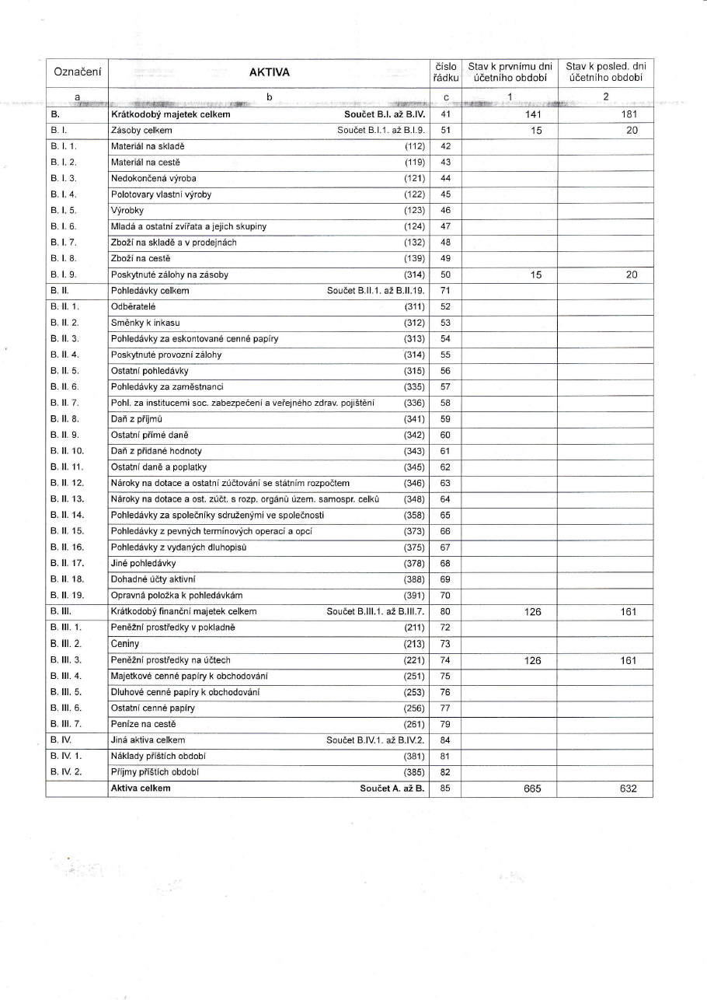 Označení AKTIVA číslo řádku Stav k prvnímu dni účetního období Stav k posled. dni účetního období
a b c 1 2
B. Krátkodobý majetek celkem Součet B.I. až B.IV. 41 141 181
B. I. Zásoby celkem Součet B.I.1. až B.I.9. 51 15 20
B. I. 1. Materiál na skladě (112) 42
B. I. 2. Materiál na cestě (119) 43
B. I. 3. Nedokončená výroba (121) 44
B. I. 4. Polotovary vlastní výroby (122) 45
B. I. 5. Výrobky (123) 46
B. I. 6. Mladá a ostatní zvířata a jejich skupiny (124) 47
B. I. 7. Zboží na skladě a v prodejnách (132) 48
B. I. 8. Zboží na cestě (139) 49
B. I. 9. Poskytnuté zálohy na zásoby (314) 50 15 20
B. II. Pohledávky celkem Součet B.II.1. až B.II.19. 71
B. II. 1. Odběratelé (311) 52
B. II. 2. Směnky k inkasu (312) 53
B. II. 3. Pohledávky za eskontované cenné papíry (313) 54
B. II. 4. Poskytnuté provozní zálohy (314) 55
B. II. 5. Ostatní pohledávky (315) 56
B. II. 6. Pohledávky za zaměstnanci (335) 57
B. II. 7. Pohl. za institucemi soc. zabezpečení a veřejného zdrav. pojištění (336) 58
B. II. 8. Daň z příjmů (341) 59
B. II. 9. Ostatní přímé daně (342) 60
B. II. 10. Daň z přidané hodnoty (343) 61
B. II. 11. Ostatní daně a poplatky (345) 62
B. II. 12. Nároky na dotace a ostatní zúčtování se státním rozpočtem (346) 63
B. II. 13. Nároky na dotace a ost. zúčt. s rozp. orgánů územ. samospr. celků (348) 64
B. II. 14. Pohledávky za společníky sdruženými ve společnosti (358) 65
B. II. 15. Pohledávky z pevných termínových operací a opcí (373) 66
B. II. 16. Pohledávky z vydaných dluhopisů (375) 67
B. II. 17. Jiné pohledávky (378) 68
B. II. 18. Dohadné účty aktivní (388) 69
B. II. 19. Opravná položka k pohledávkám (391) 70
B. III. Krátkodobý finanční majetek celkem Součet B.III.1. až B.III.7. 80 126 161
B. III. 1. Peněžní prostředky v pokladně (211) 72
B. III. 2. Ceniny (213) 73
B. III. 3. Peněžní prostředky na účtech (221) 74 126 161
B. III. 4. Majetkové cenné papíry k obchodování (251) 75
B. III. 5. Dluhové cenné papíry k obchodování (253) 76
B. III. 6. Ostatní cenné papíry (256) 77
B. III. 7. Peníze na cestě (261) 79
B. IV. Jiná aktiva celkem Součet B.IV.1. až B.IV.2. 84
B. IV. 1. Náklady příštích období (381) 81
B. IV. 2. Příjmy příštích období (385) 82
Aktiva celkem Součet A. až B. 85 665 632